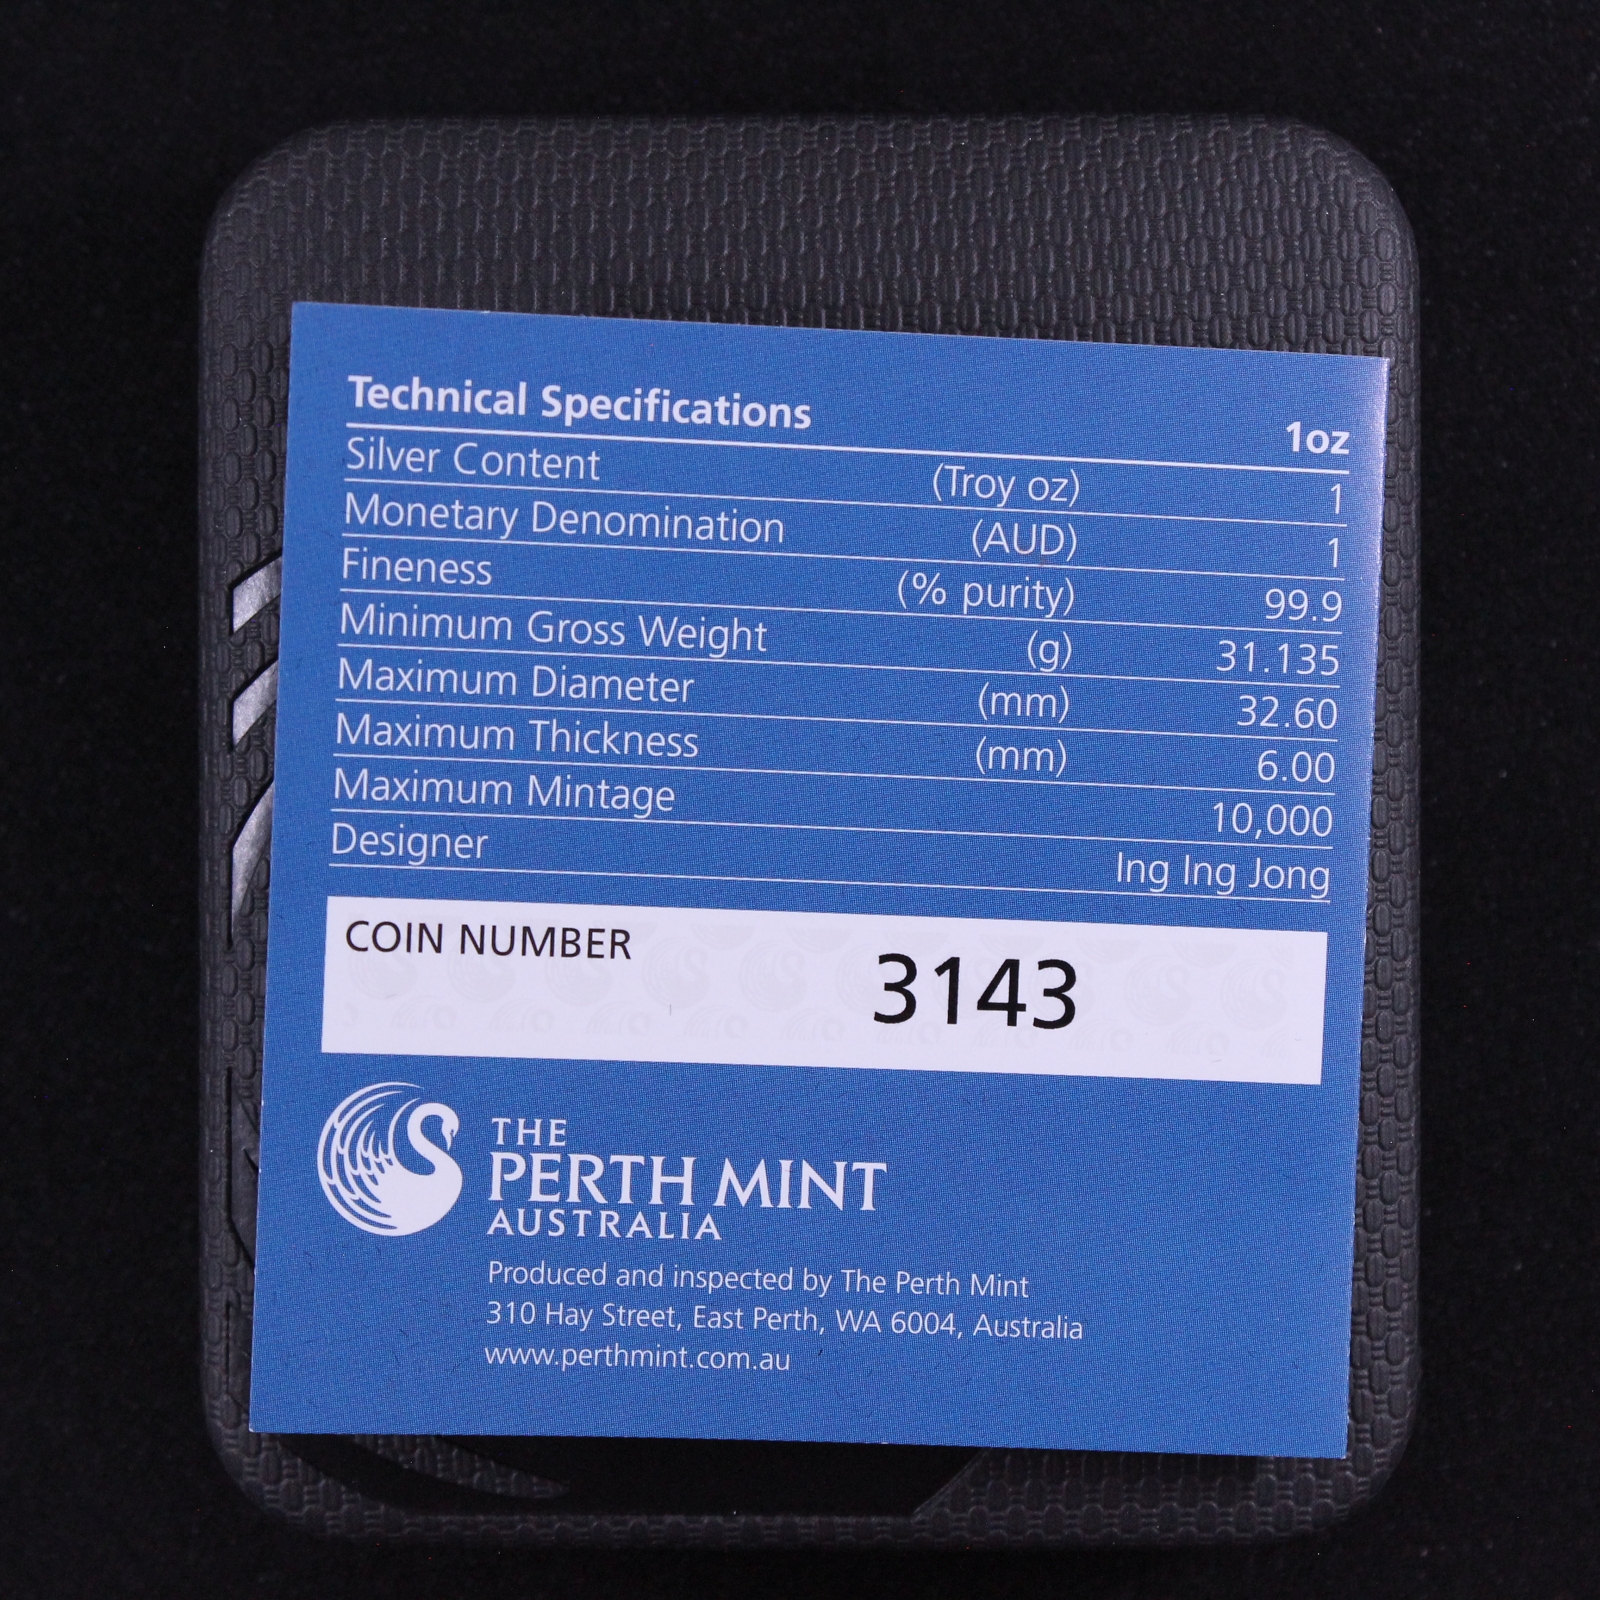 Technical Specifications 1oz
Silver Content (Troy oz) 1
Monetary Denomination (AUD) 1
Fineness (% purity) 99.9
Minimum Gross Weight (g) 31.135
Maximum Diameter (mm) 32.60
Maximum Thickness (mm) 6.00
Maximum Mintage 10,000
Designer Ing Ing Jong
COIN NUMBER 3143
THE
PERTH MINT
AUSTRALIA
Produced and inspected by The Perth Mint
310 Hay Street, East Perth, WA 6004, Australia
www.perthmint.com.au